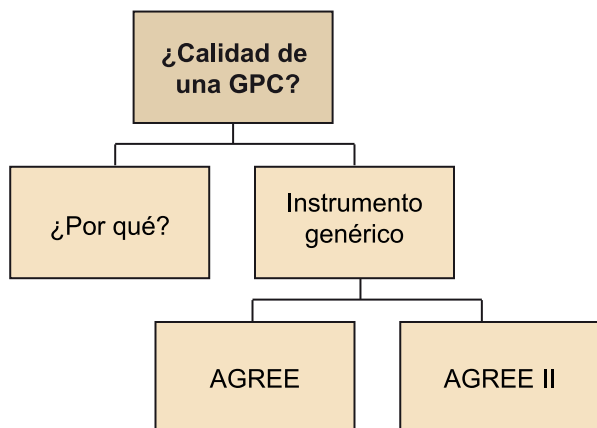 ¿Calidad de
una GPC?
¿Por qué?
Instrumento
genérico
AGREE
AGREE II